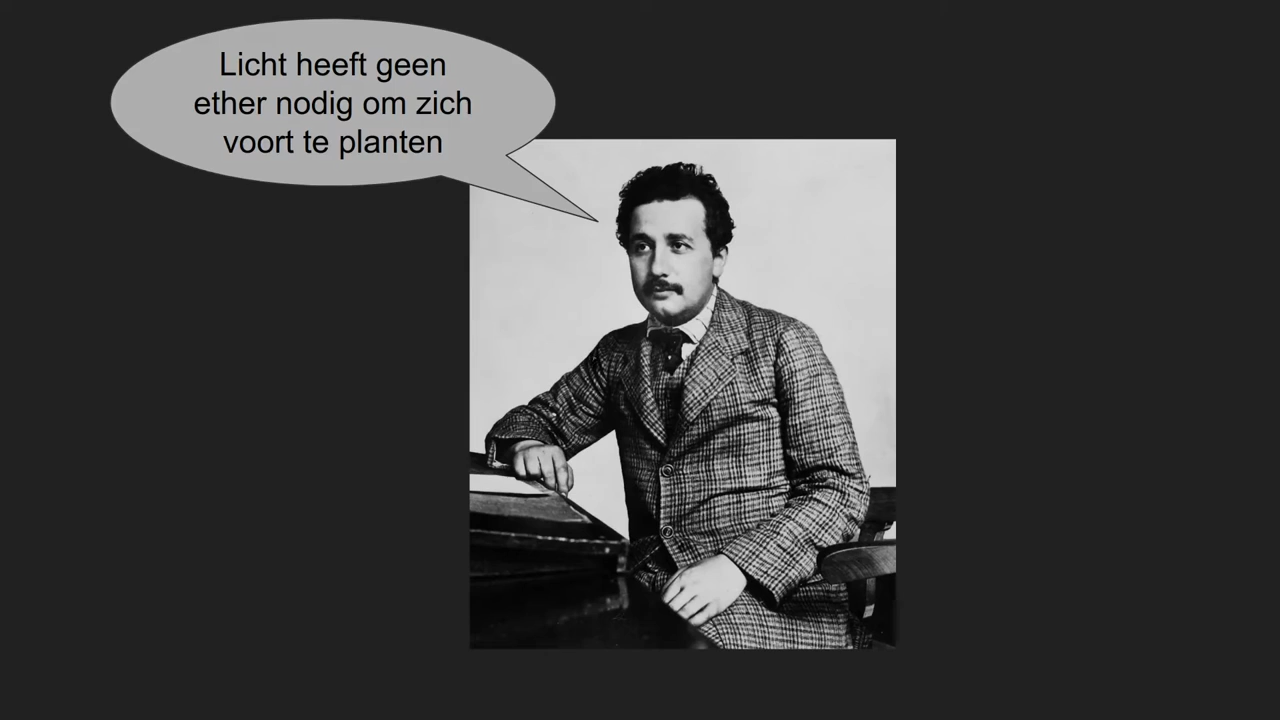 Licht heeft geen
ether nodig om zich
voort te planten